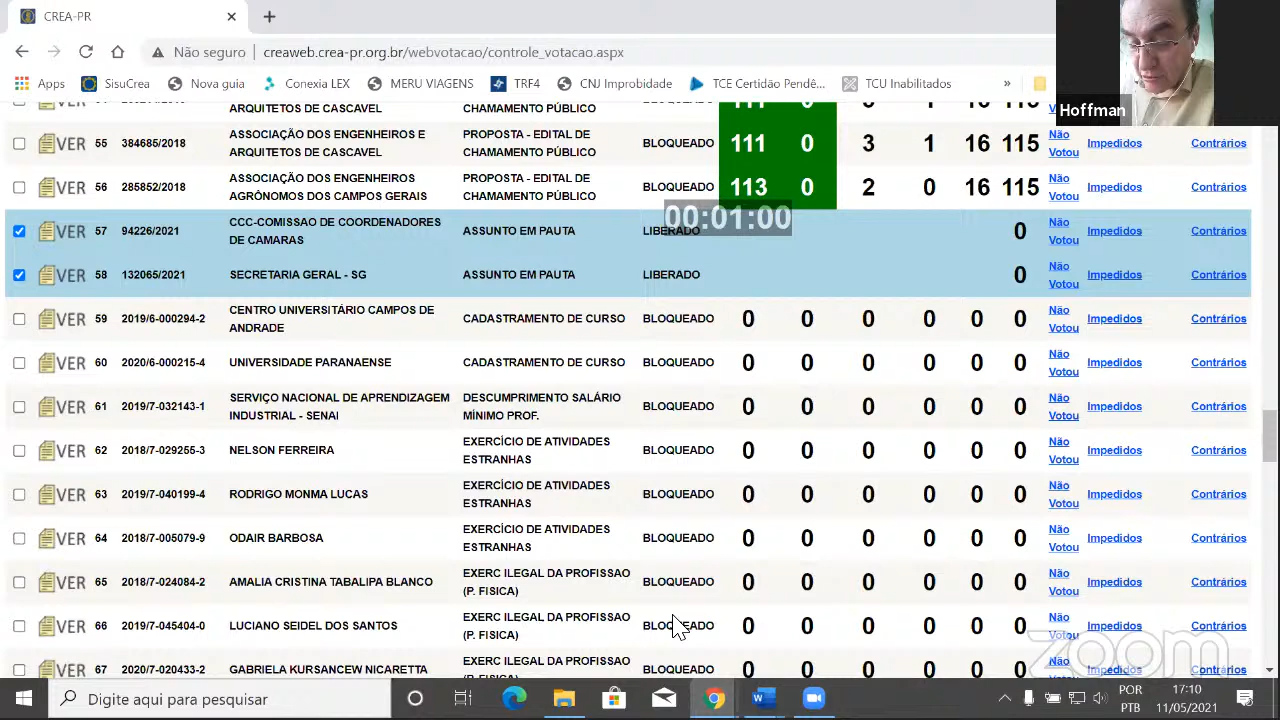 CREA-PR
Não seguro | creaweb.crea-pr.org.br/webvotacao/controle_votacao.aspx
Apps SisuCrea Nova guia Conexia LEX MERU VIAGENS TRF4 CNJ Improbidade TCE Certidão Pendê... TCU Inabilitados »
Hoffman
ARQUITETOS DE CASCAVEL CHAMAMENTO PÚBLICO
55 384685/2018 ASSOCIAÇÃO DOS ENGENHEIROS E PROPOSTA - EDITAL DE BLOQUEADO 111 0 3 1 16 115 Não Impedidos Contrários
ARQUITETOS DE CASCAVEL CHAMAMENTO PÚBLICO Votou
56 285852/2018 ASSOCIAÇÃO DOS ENGENHEIROS PROPOSTA - EDITAL DE BLOQUEADO 113 0 2 0 16 115 Não Impedidos Contrários
AGRÔNOMOS DOS CAMPOS GERAIS CHAMAMENTO PÚBLICO Votou
00:01:00
VER 57 94226/2021 CCC-COMISSAO DE COORDENADORES ASSUNTO EM PAUTA LIBERADO 0 Não Impedidos Contrários
DE CAMARAS Votou
VER 58 132065/2021 SECRETARIA GERAL - SG ASSUNTO EM PAUTA LIBERADO 0 Não Impedidos Contrários
Votou
VER 59 2019/6-000294-2 CENTRO UNIVERSITÁRIO CAMPOS DE CADASTRAMENTO DE CURSO BLOQUEADO 0 0 0 0 0 0 Não Impedidos Contrários
ANDRADE Votou
VER 60 2020/6-000215-4 UNIVERSIDADE PARANAENSE CADASTRAMENTO DE CURSO BLOQUEADO 0 0 0 0 0 0 Não Impedidos Contrários
Votou
VER 61 2019/7-032143-1 SERVIÇO NACIONAL DE APRENDIZAGEM DESCUMPRIMENTO SALÁRIO BLOQUEADO 0 0 0 0 0 0 Não Impedidos Contrários
INDUSTRIAL - SENAI MÍNIMO PROF. Votou
VER 62 2018/7-029255-3 NELSON FERREIRA EXERCÍCIO DE ATIVIDADES BLOQUEADO 0 0 0 0 0 0 Não Impedidos Contrários
ESTRANHAS Votou
VER 63 2019/7-040199-4 RODRIGO MONMA LUCAS EXERCÍCIO DE ATIVIDADES BLOQUEADO 0 0 0 0 0 0 Não Impedidos Contrários
ESTRANHAS Votou
VER 64 2018/7-005079-9 ODAIR BARBOSA EXERCÍCIO DE ATIVIDADES BLOQUEADO 0 0 0 0 0 0 Não Impedidos Contrários
ESTRANHAS Votou
VER 65 2018/7-024084-2 AMALIA CRISTINA TABALIPA BLANCO EXERC ILEGAL DA PROFISSAO BLOQUEADO 0 0 0 0 0 0 Não Impedidos Contrários
(P. FISICA) Votou
VER 66 2019/7-045404-0 LUCIANO SEIDEL DOS SANTOS EXERC ILEGAL DA PROFISSAO BLOQUEADO 0 0 0 0 0 0 Não Impedidos Contrários
(P. FISICA) Votou
VER 67 2020/7-020433-2 GABRIELA KURSANCEW NICARETTA EXERC ILEGAL DA PROFISSAO BLOQUEADO 0 0 0 0 0 0 Não Impedidos Contrários
zoom
Digite aqui para pesquisar
POR 17:10
PTB 11/05/2021